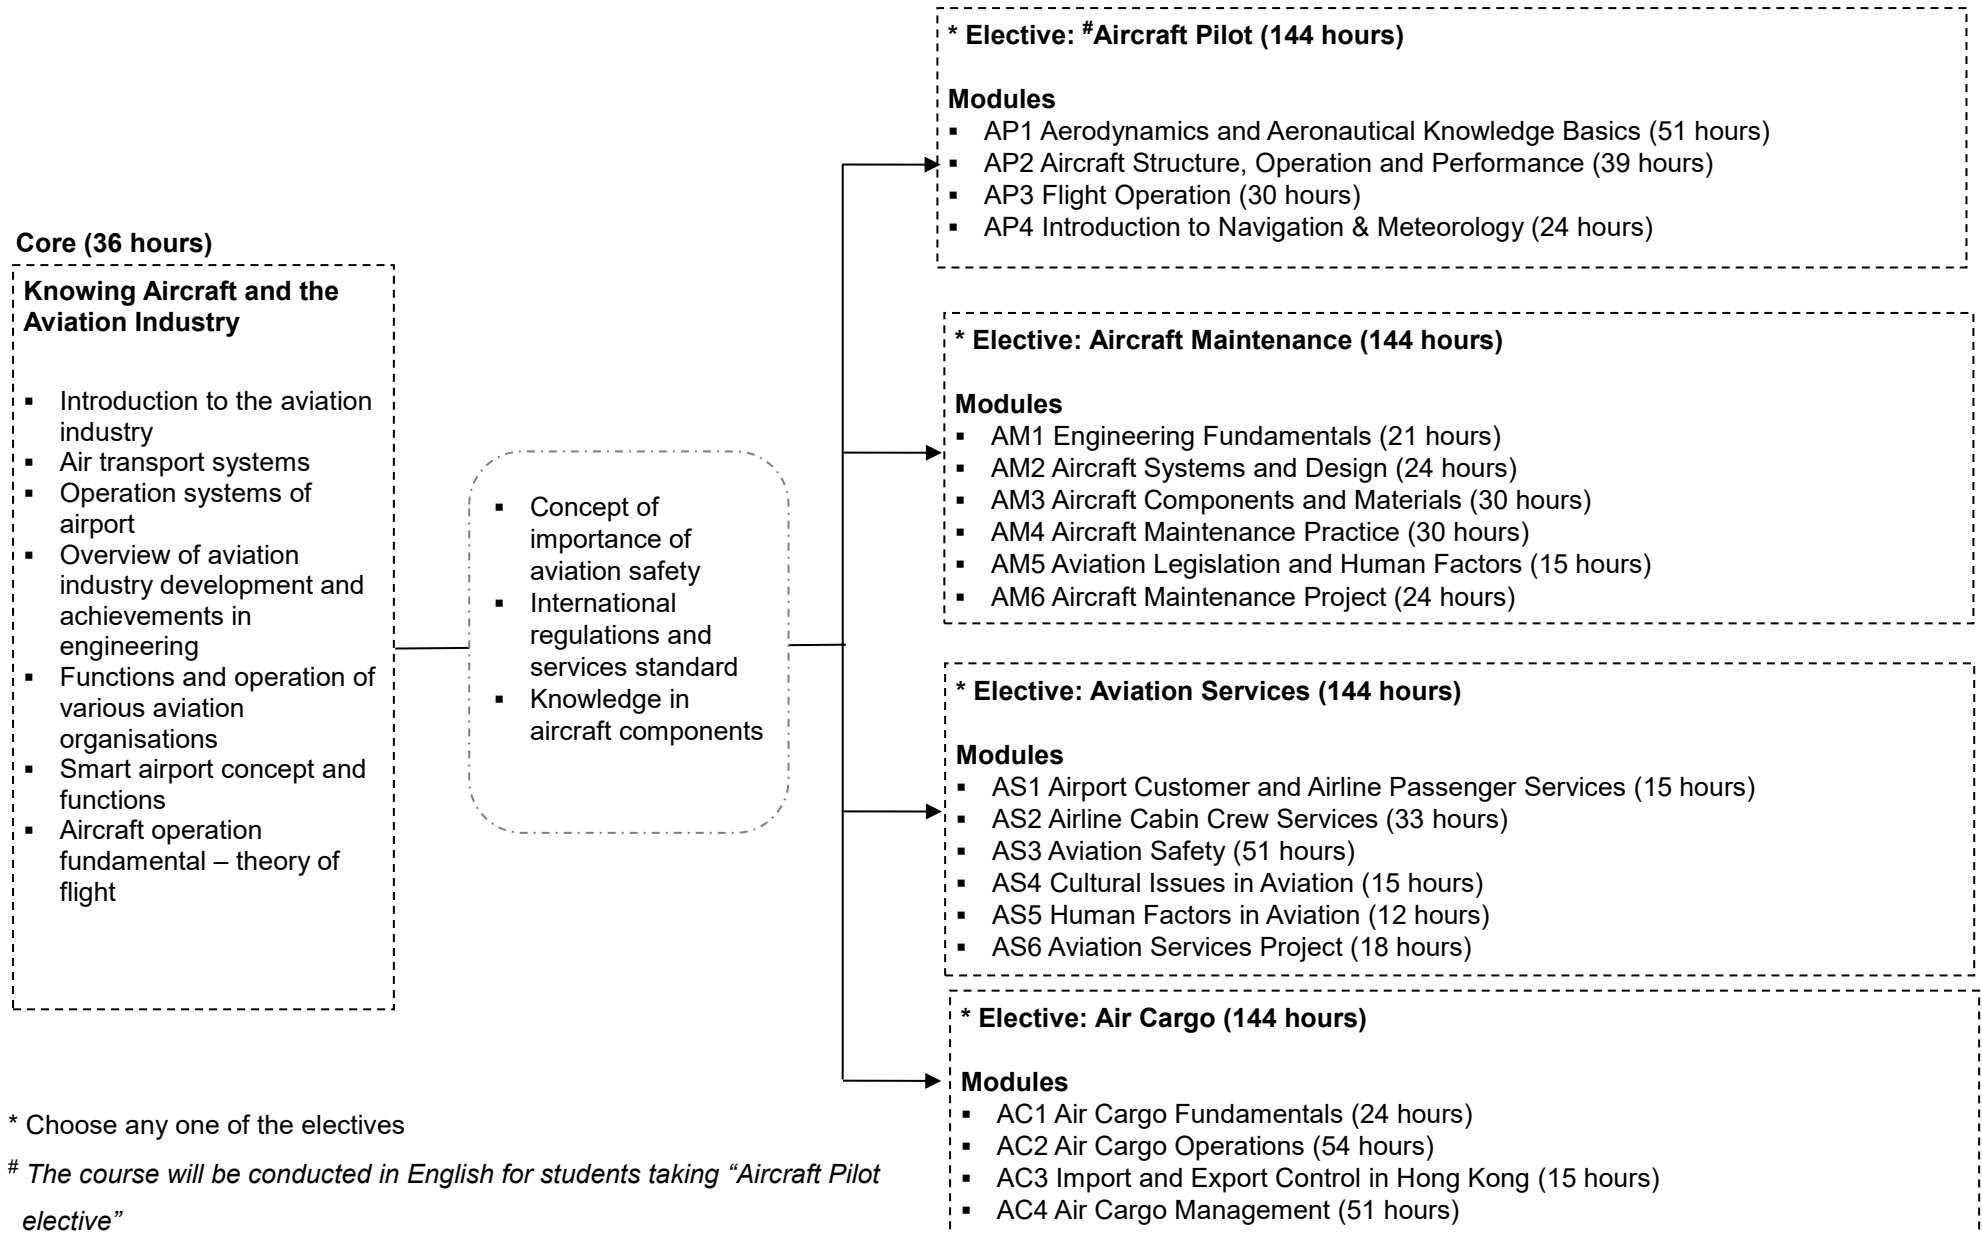 Core (36 hours)
Knowing Aircraft and the
Aviation Industry
▪ Introduction to the aviation
industry
▪ Air transport systems
▪ Operation systems of
airport
▪ Overview of aviation
industry development and
achievements in
engineering
▪ Functions and operation of
various aviation
organisations
▪ Smart airport concept and
functions
▪ Aircraft operation
fundamental – theory of
flight
▪ Concept of
importance of
aviation safety
▪ International
regulations and
services standard
▪ Knowledge in
aircraft components
* Elective: #Aircraft Pilot (144 hours)
Modules
▪ AP1 Aerodynamics and Aeronautical Knowledge Basics (51 hours)
▪ AP2 Aircraft Structure, Operation and Performance (39 hours)
▪ AP3 Flight Operation (30 hours)
▪ AP4 Introduction to Navigation & Meteorology (24 hours)
* Elective: Aircraft Maintenance (144 hours)
Modules
▪ AM1 Engineering Fundamentals (21 hours)
▪ AM2 Aircraft Systems and Design (24 hours)
▪ AM3 Aircraft Components and Materials (30 hours)
▪ AM4 Aircraft Maintenance Practice (30 hours)
▪ AM5 Aviation Legislation and Human Factors (15 hours)
▪ AM6 Aircraft Maintenance Project (24 hours)
* Elective: Aviation Services (144 hours)
Modules
▪ AS1 Airport Customer and Airline Passenger Services (15 hours)
▪ AS2 Airline Cabin Crew Services (33 hours)
▪ AS3 Aviation Safety (51 hours)
▪ AS4 Cultural Issues in Aviation (15 hours)
▪ AS5 Human Factors in Aviation (12 hours)
▪ AS6 Aviation Services Project (18 hours)
* Elective: Air Cargo (144 hours)
Modules
▪ AC1 Air Cargo Fundamentals (24 hours)
▪ AC2 Air Cargo Operations (54 hours)
▪ AC3 Import and Export Control in Hong Kong (15 hours)
▪ AC4 Air Cargo Management (51 hours)
* Choose any one of the electives
# The course will be conducted in English for students taking “Aircraft Pilot
elective”